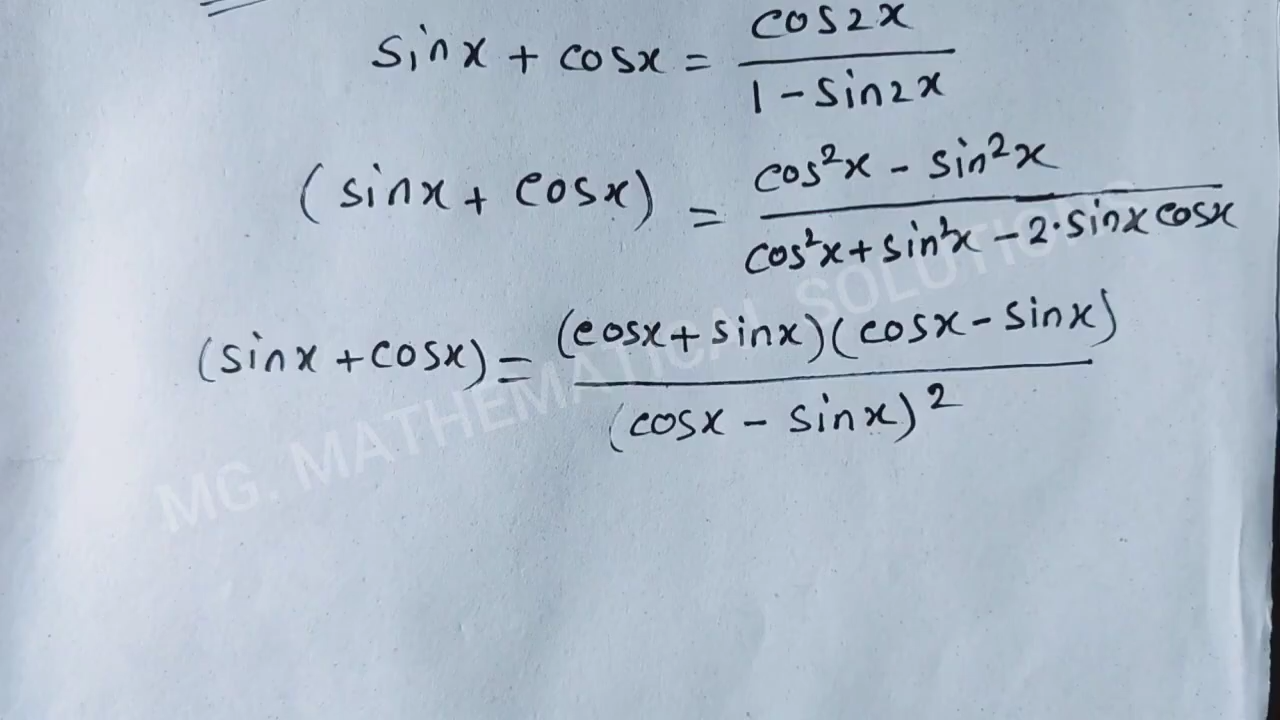 sinx + cosx = cos2x / 1 - sin2x
(sinx + cosx) = cos²x - sin²x / cos²x + sin²x - 2·sinx cosx
(sinx + cosx) = (cosx + sinx)(cosx - sinx) / (cosx - sinx)²
MG. MATHEMATICAL SOLUTIONS